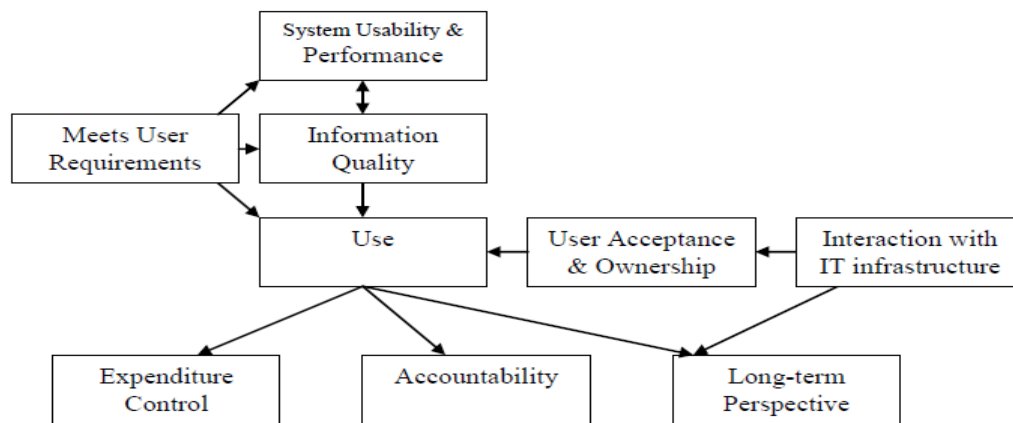 System Usability &
Performance
Meets User
Requirements
Information
Quality
Use
User Acceptance
& Ownership
Interaction with
IT infrastructure
Expenditure
Control
Accountability
Long-term
Perspective